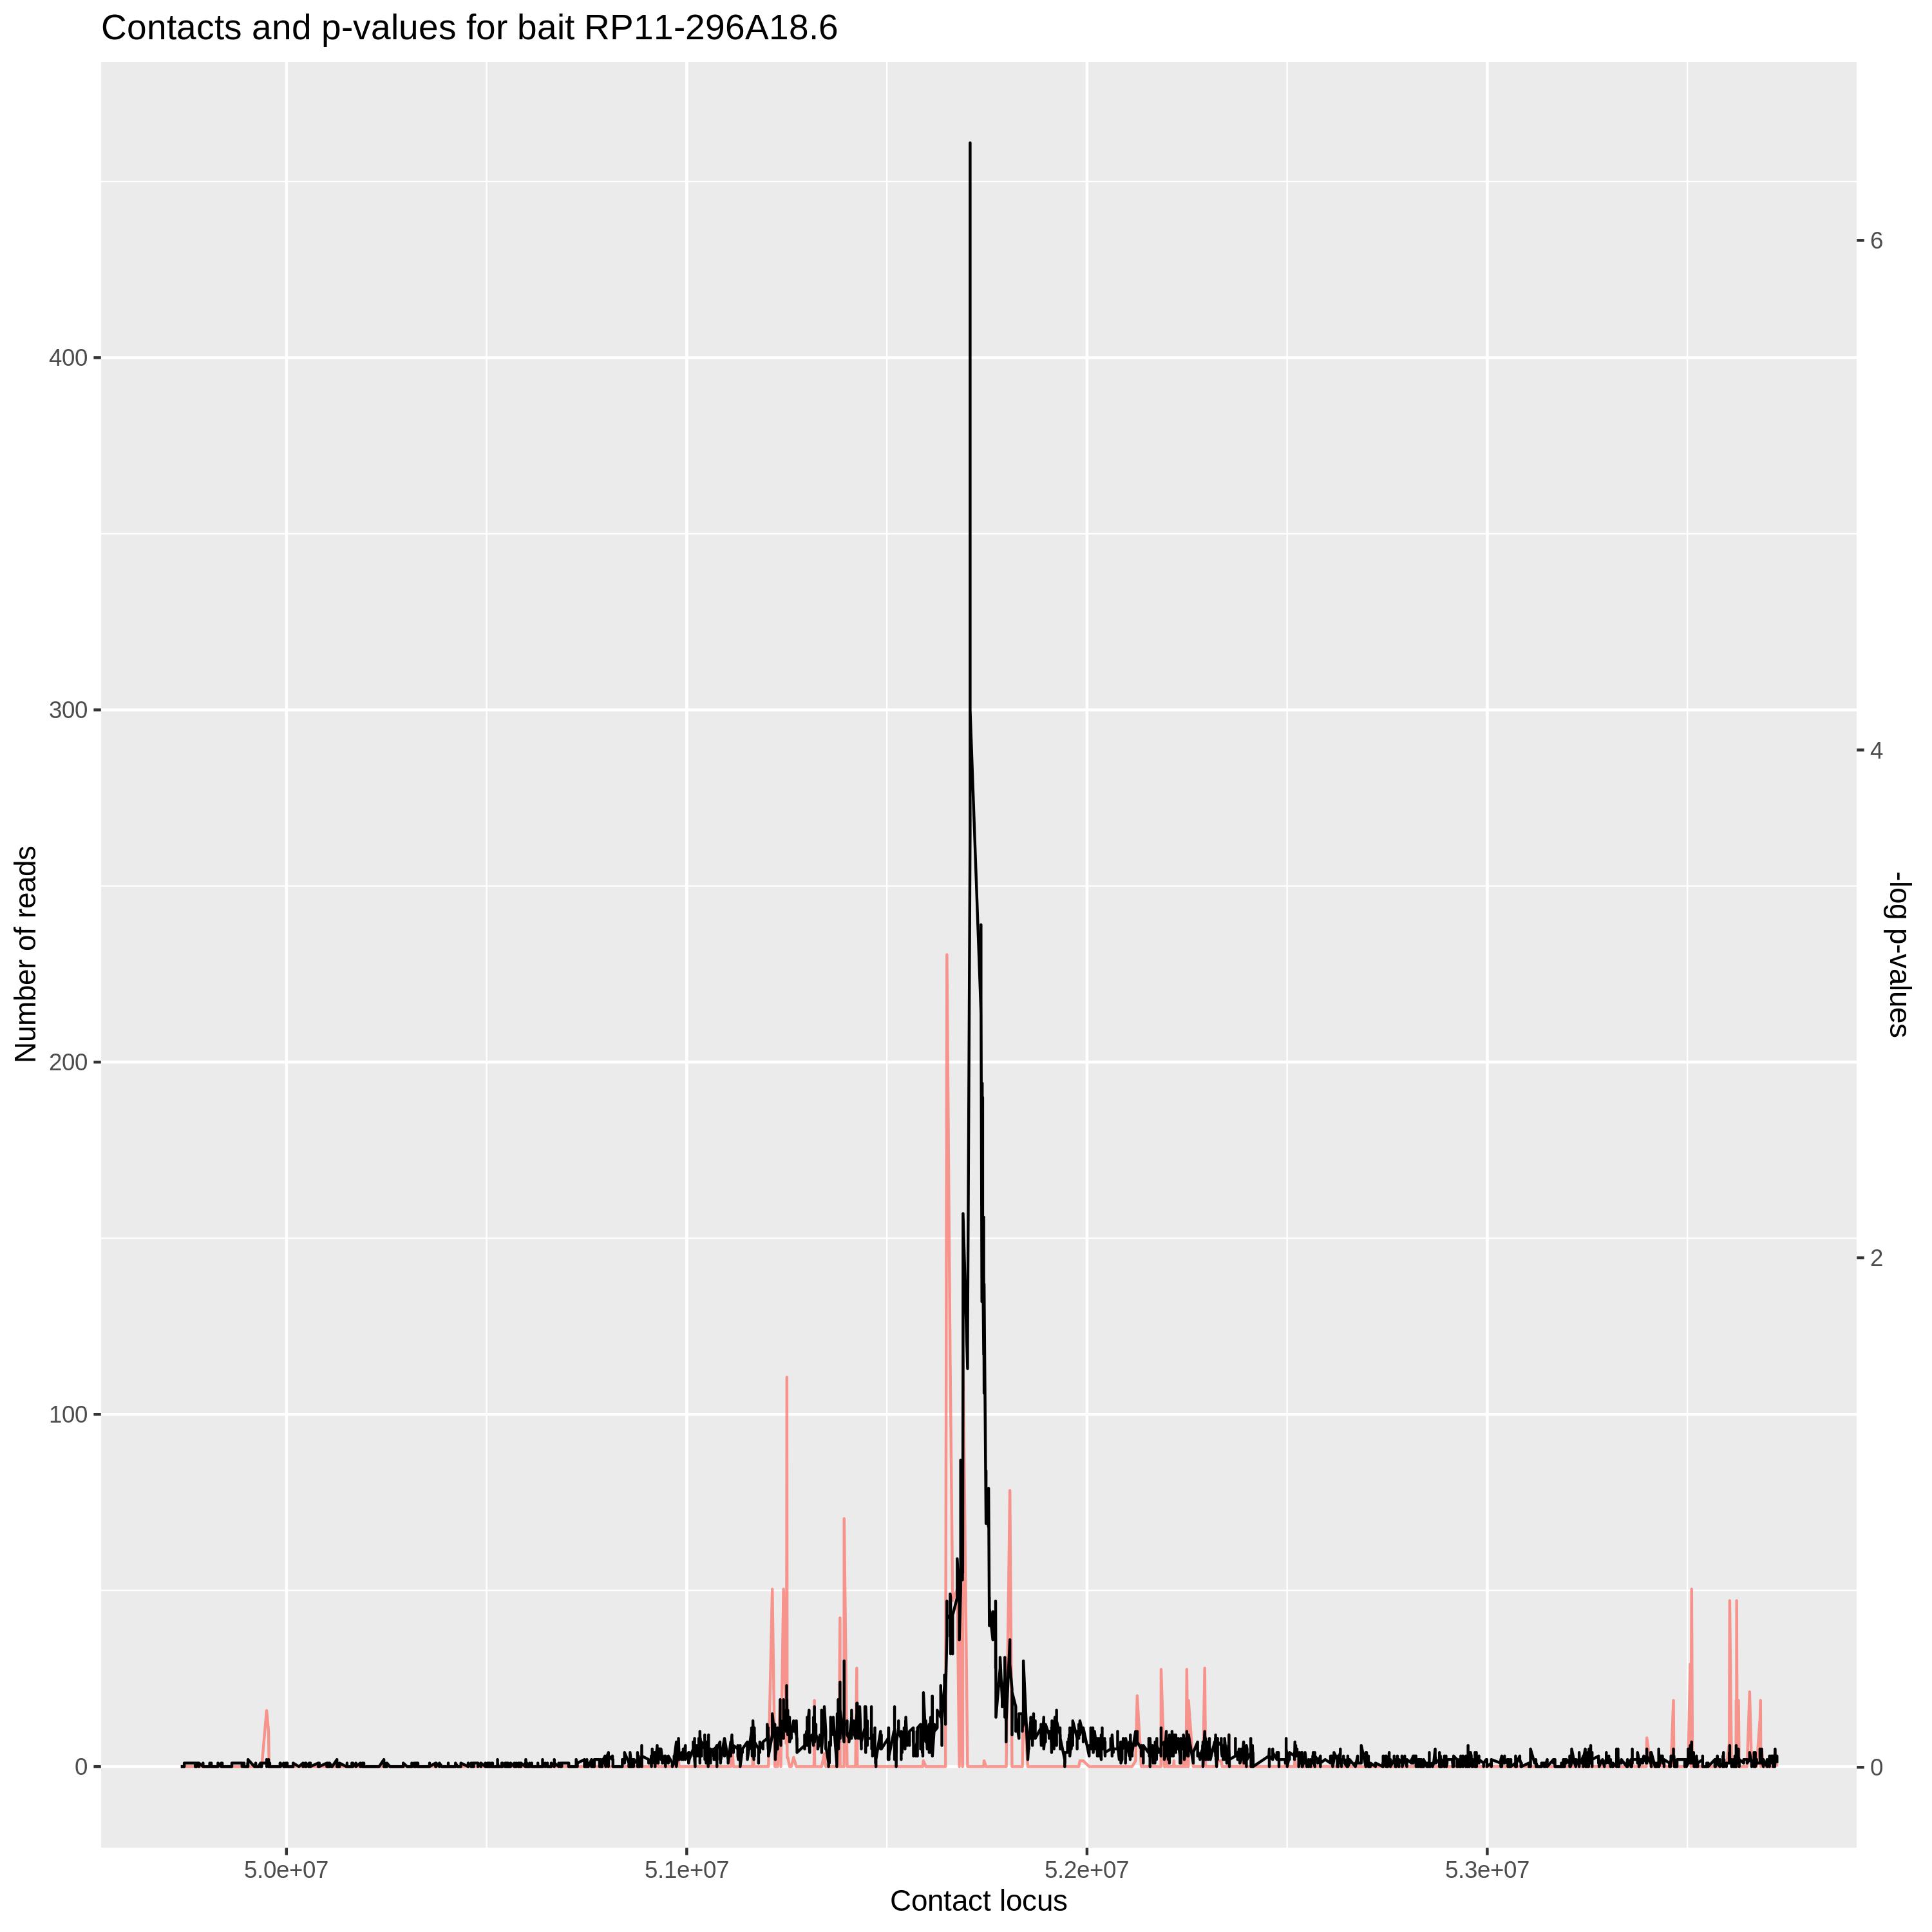 Contacts and p-values for bait RP11-296A18.6
Number of reads
400
300
200
100
0
6
4
2
0
-log p-values
5.0e+07
5.1e+07
5.2e+07
5.3e+07
Contact locus